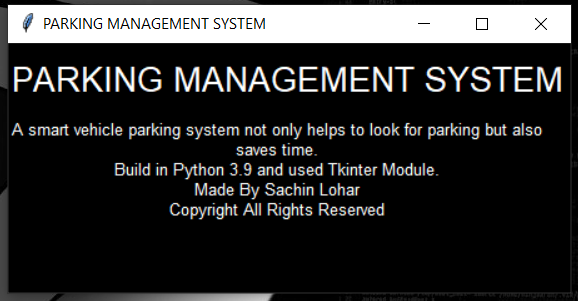 PARKING MANAGEMENT SYSTEM
PARKING MANAGEMENT SYSTEM
A smart vehicle parking system not only helps to look for parking but also
saves time.
Build in Python 3.9 and used Tkinter Module.
Made By Sachin Lohar
Copyright All Rights Reserved